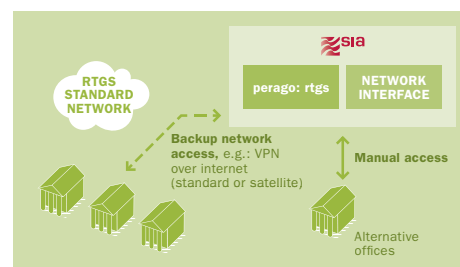 sia
RTGS
STANDARD
NETWORK
perago: rtgs
NETWORK
INTERFACE
Backup network
access, e.g.: VPN
over internet
(standard or satellite)
Manual access
Alternative
offices